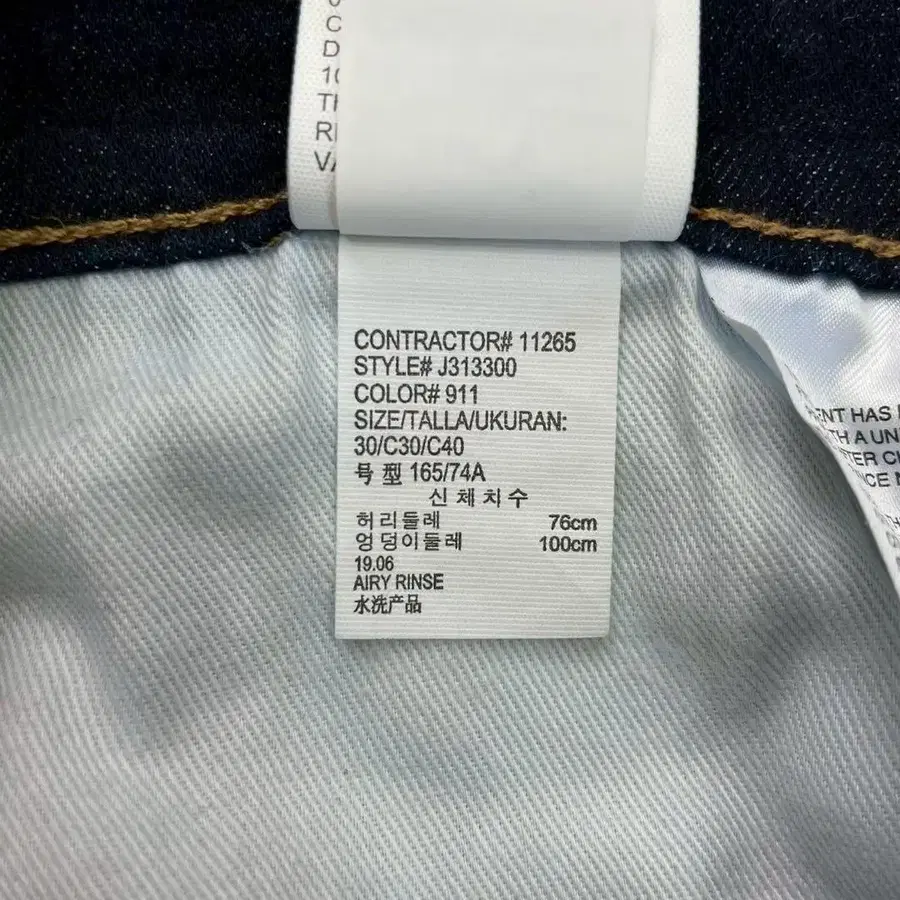 CONTRACTOR# 11265
STYLE# J313300
COLOR# 911
SIZE/TALLA/UKURAN:
30/C30/C40
号型 165/74A
신체치수
허리둘레 76cm
엉덩이둘레 100cm
19.06
AIRY RINSE
水洗产品
HAS
A UN